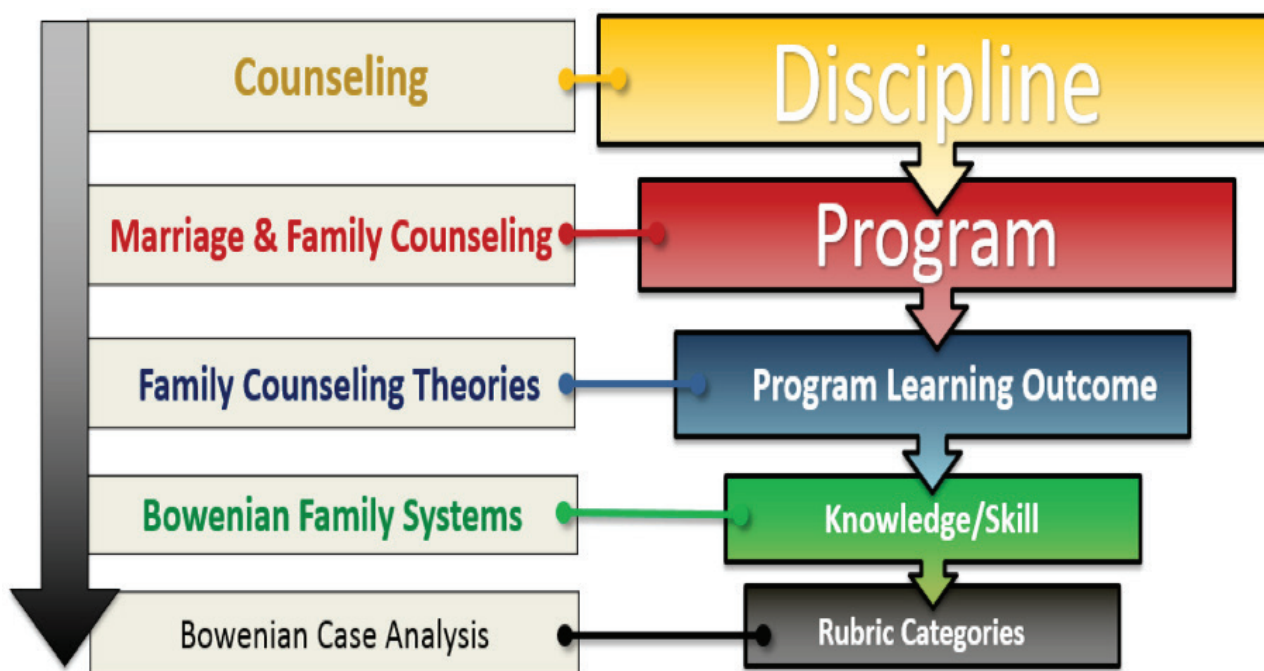 Counseling
Discipline
Marriage & Family Counseling
Program
Family Counseling Theories
Program Learning Outcome
Bowenian Family Systems
Knowledge/Skill
Bowenian Case Analysis
Rubric Categories